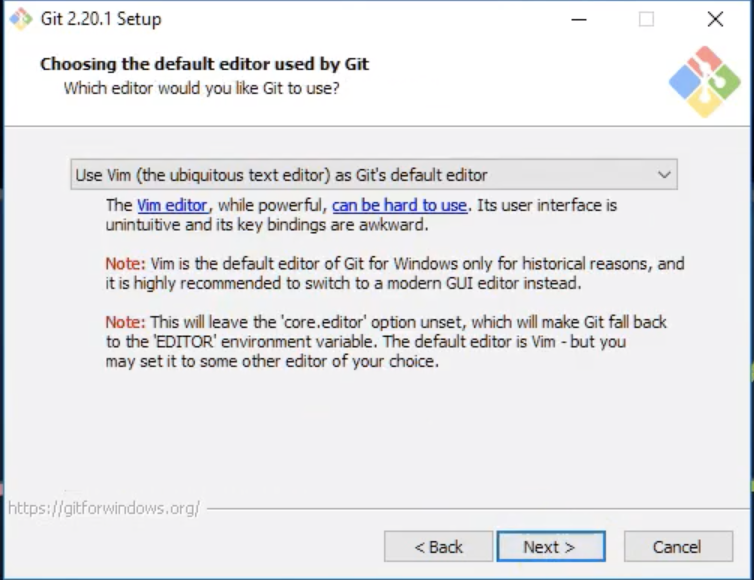 Git 2.20.1 Setup
Choosing the default editor used by Git
Which editor would you like Git to use?
Use Vim (the ubiquitous text editor) as Git's default editor
The Vim editor, while powerful, can be hard to use. Its user interface is
unintuitive and its key bindings are awkward.
Note: Vim is the default editor of Git for Windows only for historical reasons, and
it is highly recommended to switch to a modern GUI editor instead.
Note: This will leave the 'core.editor' option unset, which will make Git fall back
to the 'EDITOR' environment variable. The default editor is Vim - but you
may set it to some other editor of your choice.
https://gitforwindows.org/
< Back
Next >
Cancel